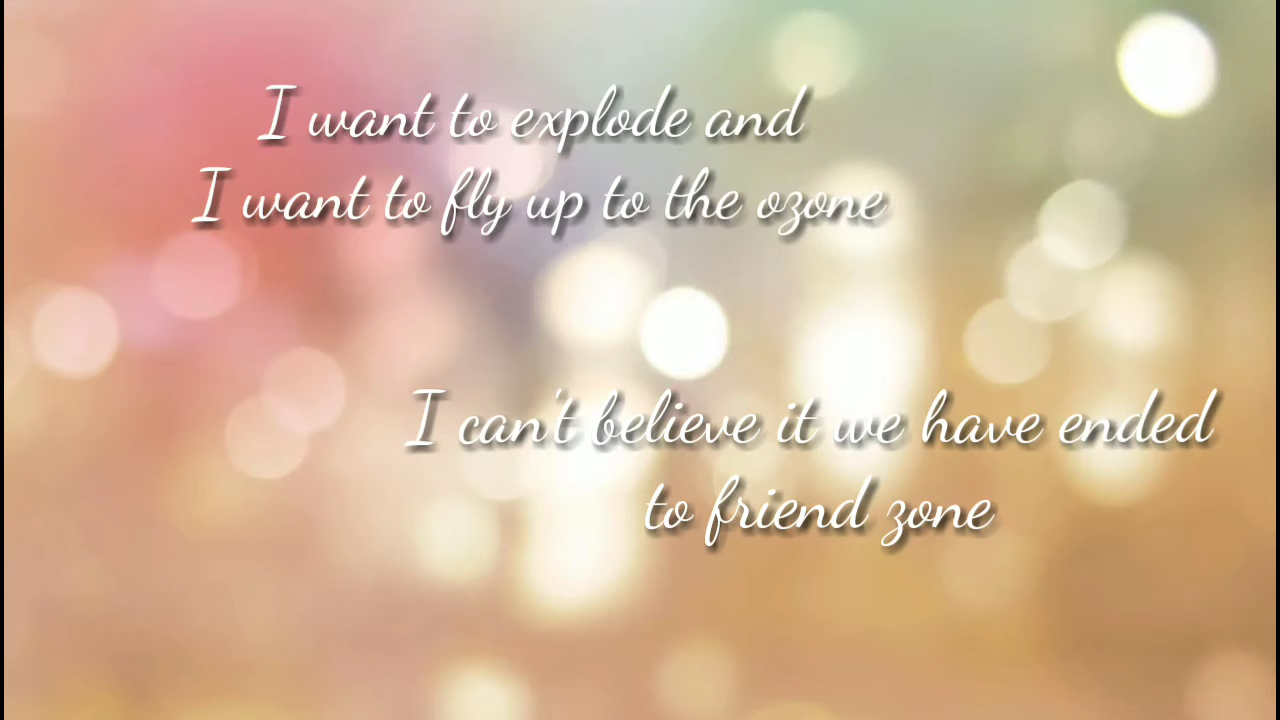 I want to explode and
I want to fly up to the ozone
I can't believe it we have ended
to friend zone